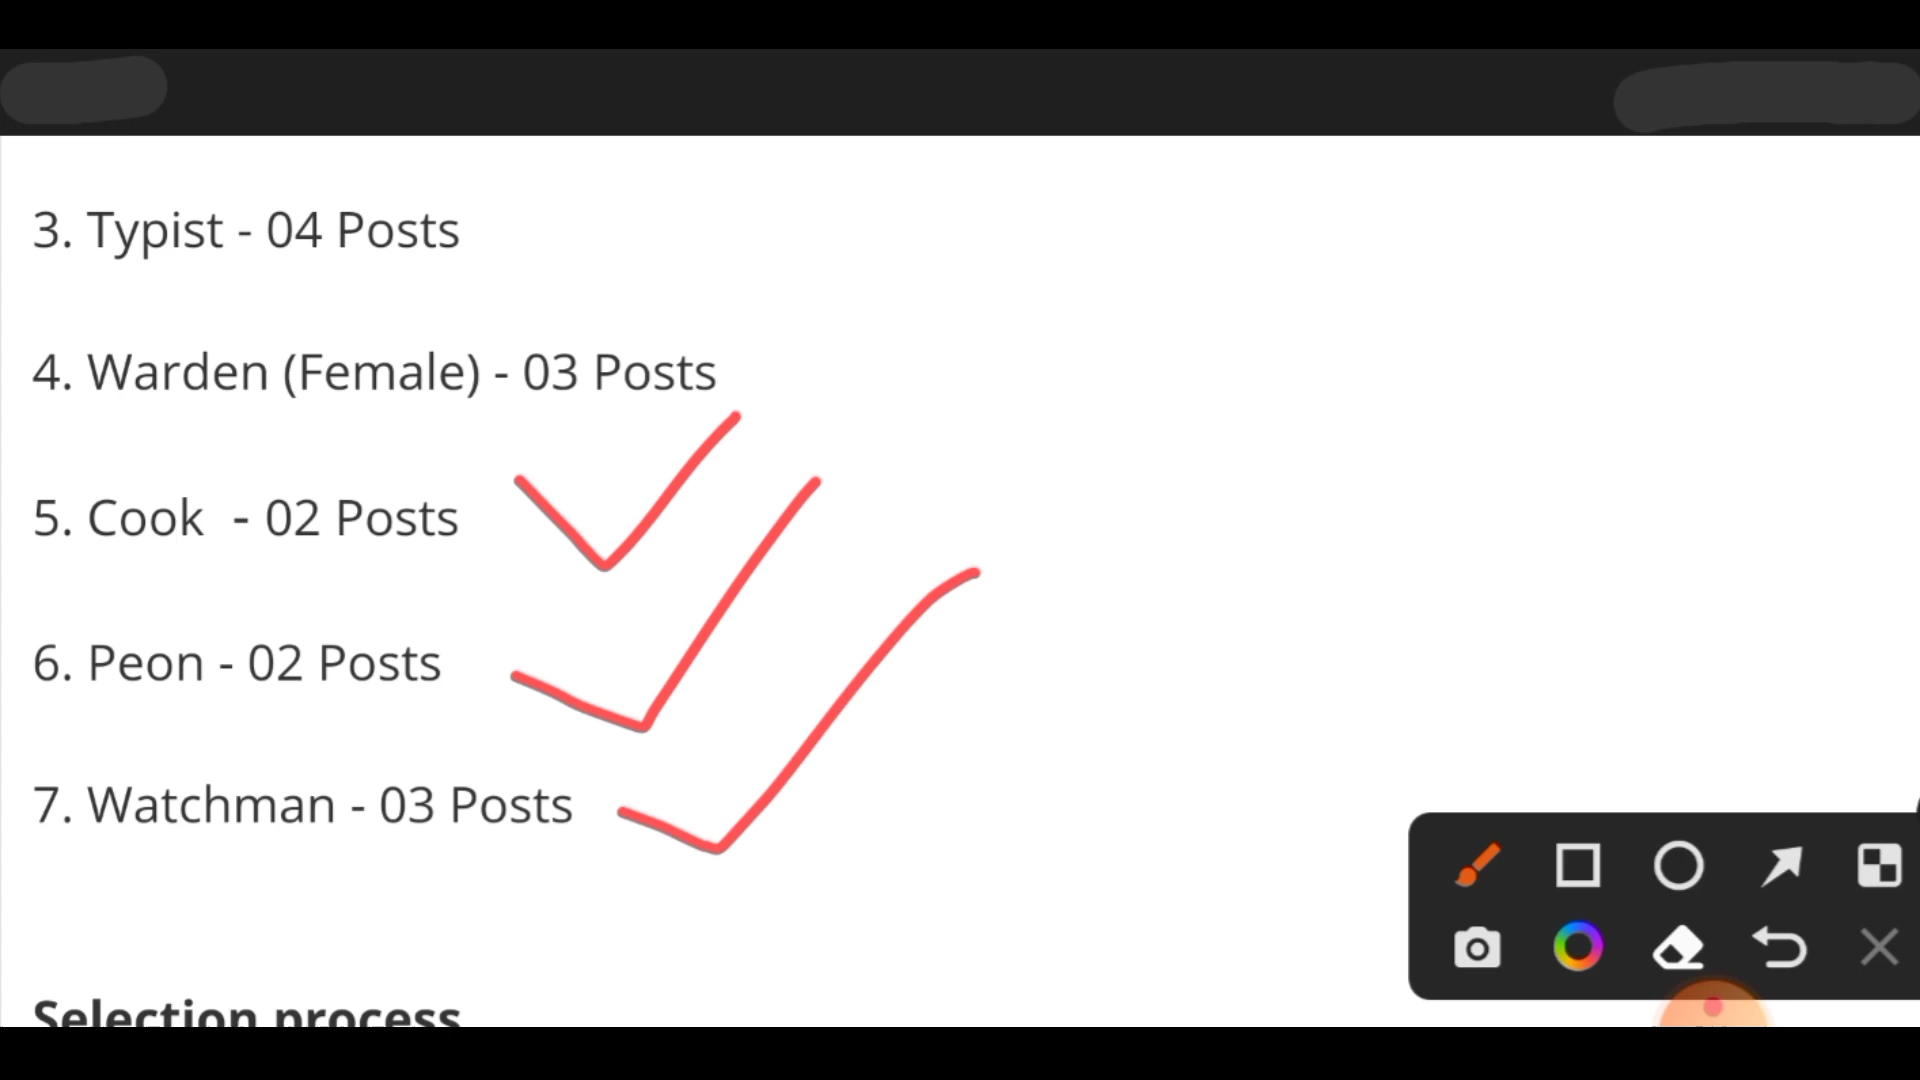 3. Typist - 04 Posts
4. Warden (Female) - 03 Posts
5. Cook  - 02 Posts
6. Peon - 02 Posts
7. Watchman - 03 Posts
Selection process